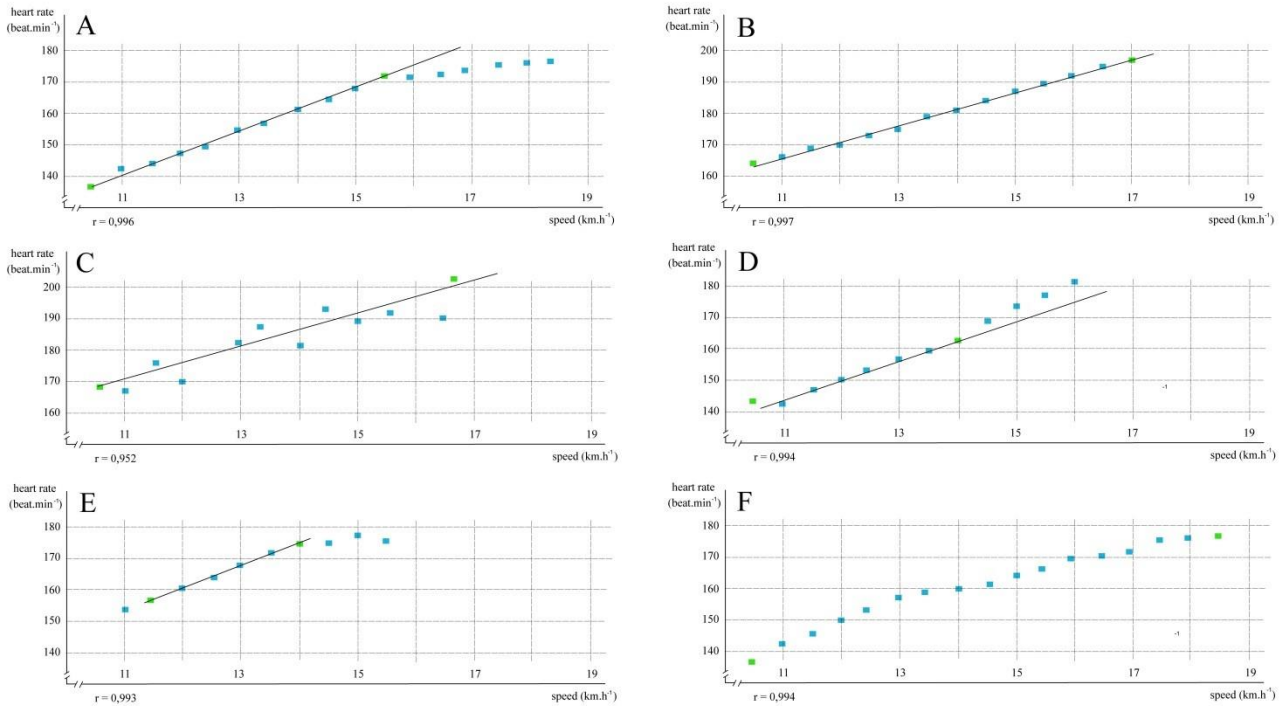 heart rate
(beat.min⁻¹)
A
180
170
160
150
140
11 13 15 17 19
speed (km.h⁻¹)
r = 0,996
heart rate
(beat.min⁻¹)
B
200
190
180
170
160
11 13 15 17 19
speed (km.h⁻¹)
r = 0,997
heart rate
(beat.min⁻¹)
C
200
190
180
170
160
11 13 15 17 19
speed (km.h⁻¹)
r = 0,952
heart rate
(beat.min⁻¹)
D
180
170
160
150
140
-1
11 13 15 17 19
speed (km.h⁻¹)
r = 0,994
heart rate
(beat.min⁻¹)
E
180
170
160
150
140
11 13 15 17 19
speed (km.h⁻¹)
r = 0,993
heart rate
(beat.min⁻¹)
F
180
170
160
150
140
-1
11 13 15 17 19
speed (km.h⁻¹)
r = 0,994